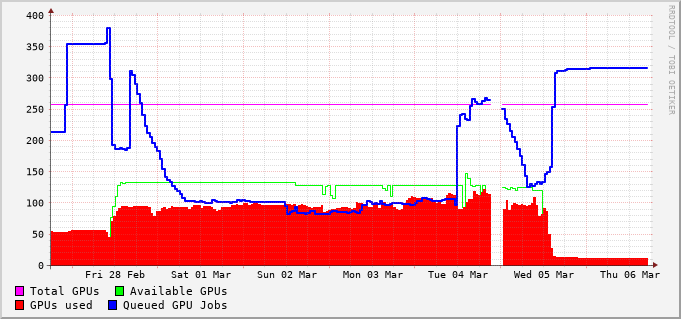 400
350
300
250
200
150
100
50
0
Fri 28 Feb Sat 01 Mar Sun 02 Mar Mon 03 Mar Tue 04 Mar Wed 05 Mar Thu 06 Mar
Total GPUs Available GPUs
GPUs used Queued GPU Jobs
RRDTOOL / TOBI OETIKER